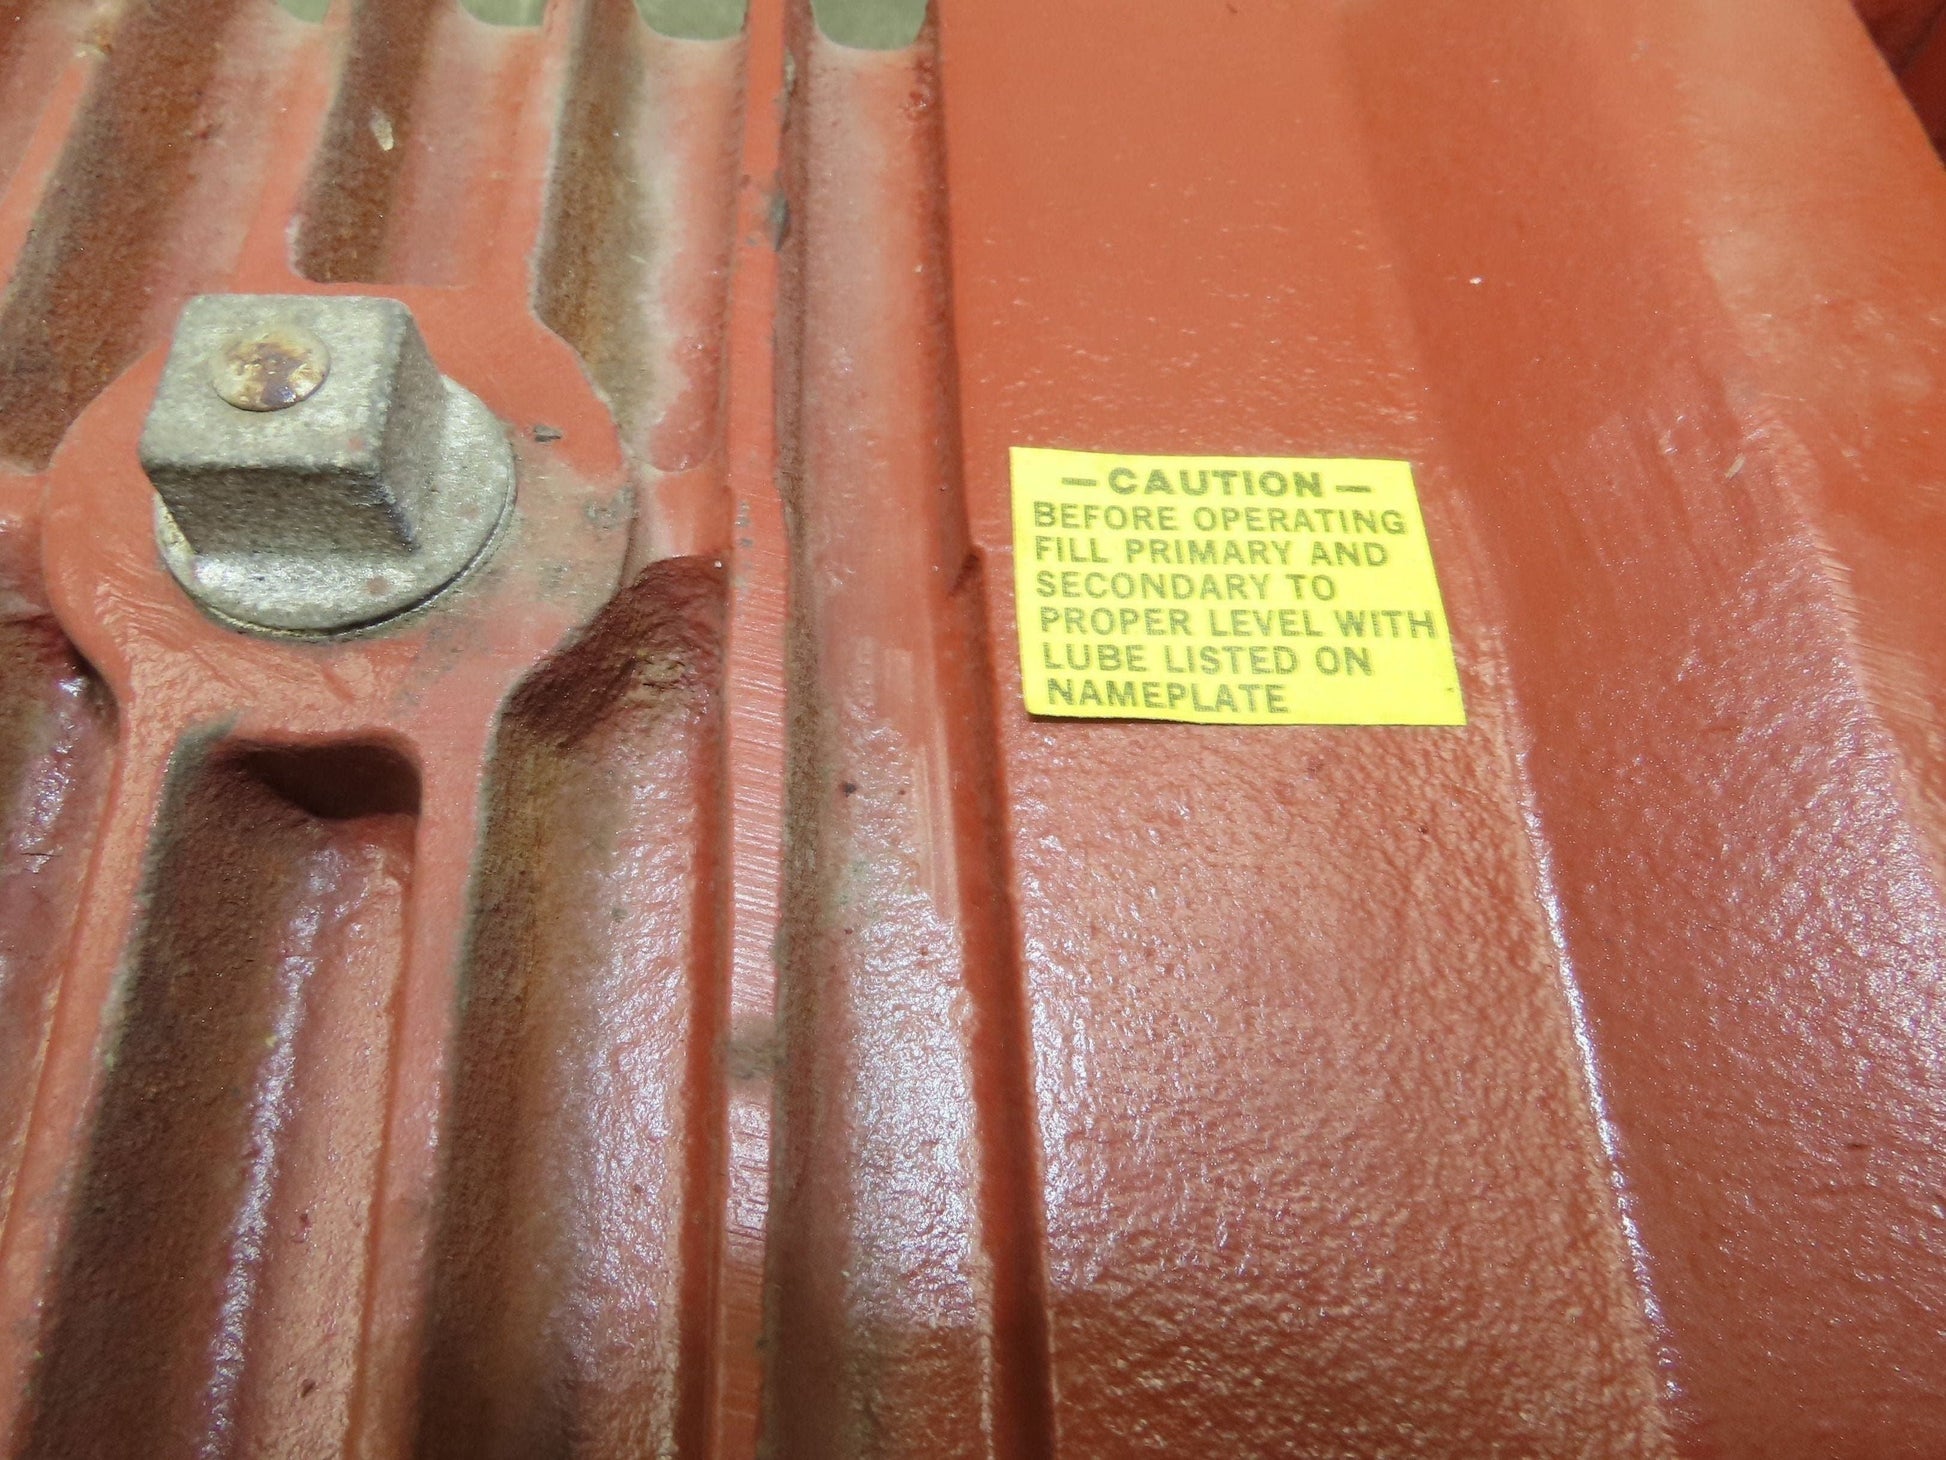 — CAUTION —
BEFORE OPERATING
FILL PRIMARY AND
SECONDARY TO
PROPER LEVEL WITH
LUBE LISTED ON
NAMEPLATE